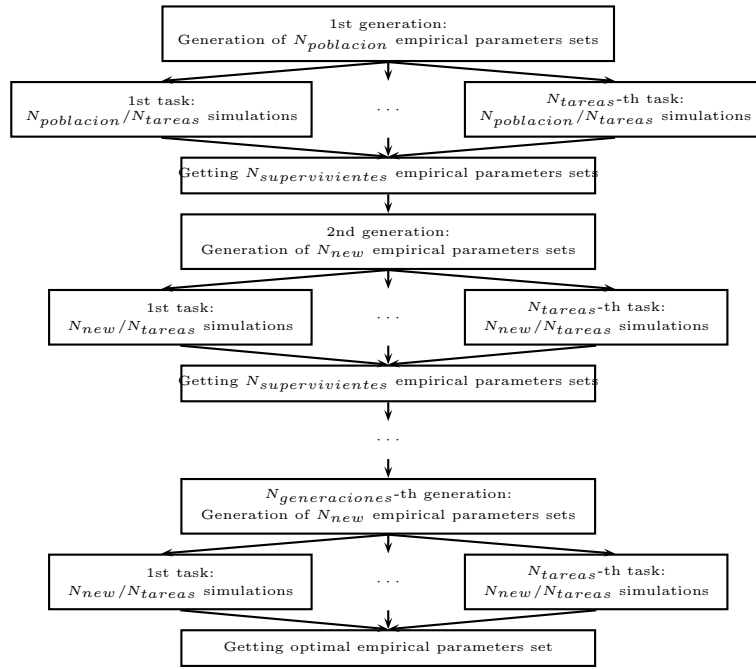 1st generation:
Generation of N_poblacion empirical parameters sets
1st task:
N_poblacion/N_tareas simulations
...
N_tareas-th task:
N_poblacion/N_tareas simulations
Getting N_supervivientes empirical parameters sets
2nd generation:
Generation of N_new empirical parameters sets
1st task:
N_new/N_tareas simulations
...
N_tareas-th task:
N_new/N_tareas simulations
Getting N_supervivientes empirical parameters sets
...
N_generaciones-th generation:
Generation of N_new empirical parameters sets
1st task:
N_new/N_tareas simulations
...
N_tareas-th task:
N_new/N_tareas simulations
Getting optimal empirical parameters set